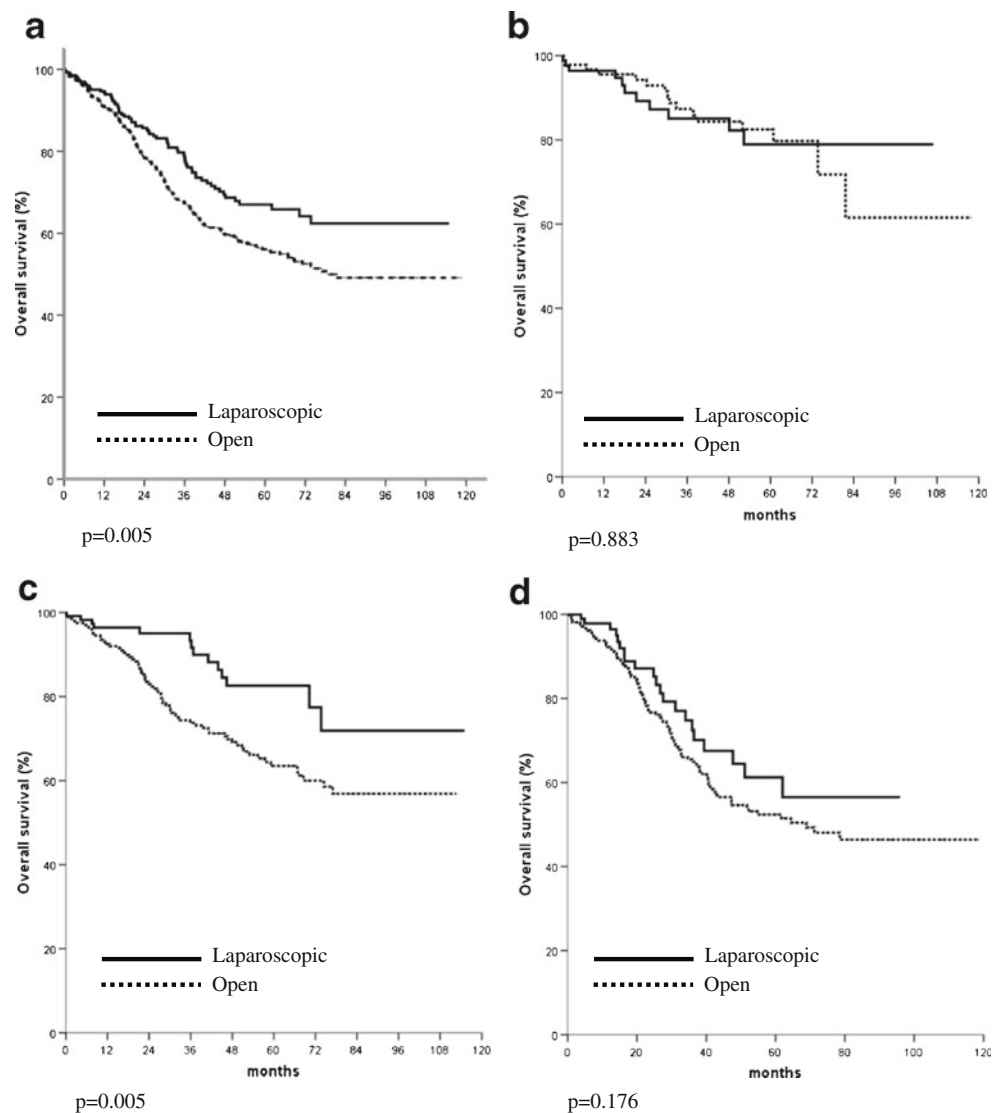 a
Overall survival (%)
100
80
60
40
20
0
0 12 24 36 48 60 72 84 96 108 120
Laparoscopic
Open
p=0.005
b
Overall survival (%)
100
80
60
40
20
0
0 12 24 36 48 60 72 84 96 108 120
months
Laparoscopic
Open
p=0.883
c
Overall survival (%)
100
80
60
40
20
0
0 12 24 36 48 60 72 84 96 108 120
months
Laparoscopic
Open
p=0.005
d
Overall survival (%)
100
80
60
40
20
0
0 20 40 60 80 100 120
months
Laparoscopic
Open
p=0.176